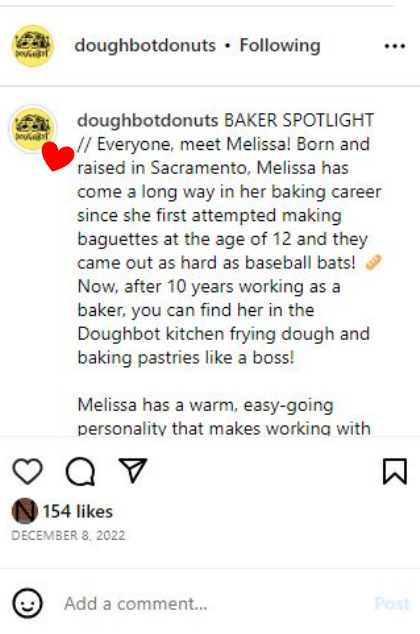 doughbotdonuts • Following
doughbotdonuts BAKER SPOTLIGHT
// Everyone, meet Melissa! Born and
raised in Sacramento, Melissa has
come a long way in her baking career
since she first attempted making
baguettes at the age of 12 and they
came out as hard as baseball bats! 🥖
Now, after 10 years working as a
baker, you can find her in the
Doughbot kitchen frying dough and
baking pastries like a boss!
Melissa has a warm, easy-going
personality that makes working with
154 likes
DECEMBER 8, 2022
Add a comment...
Post